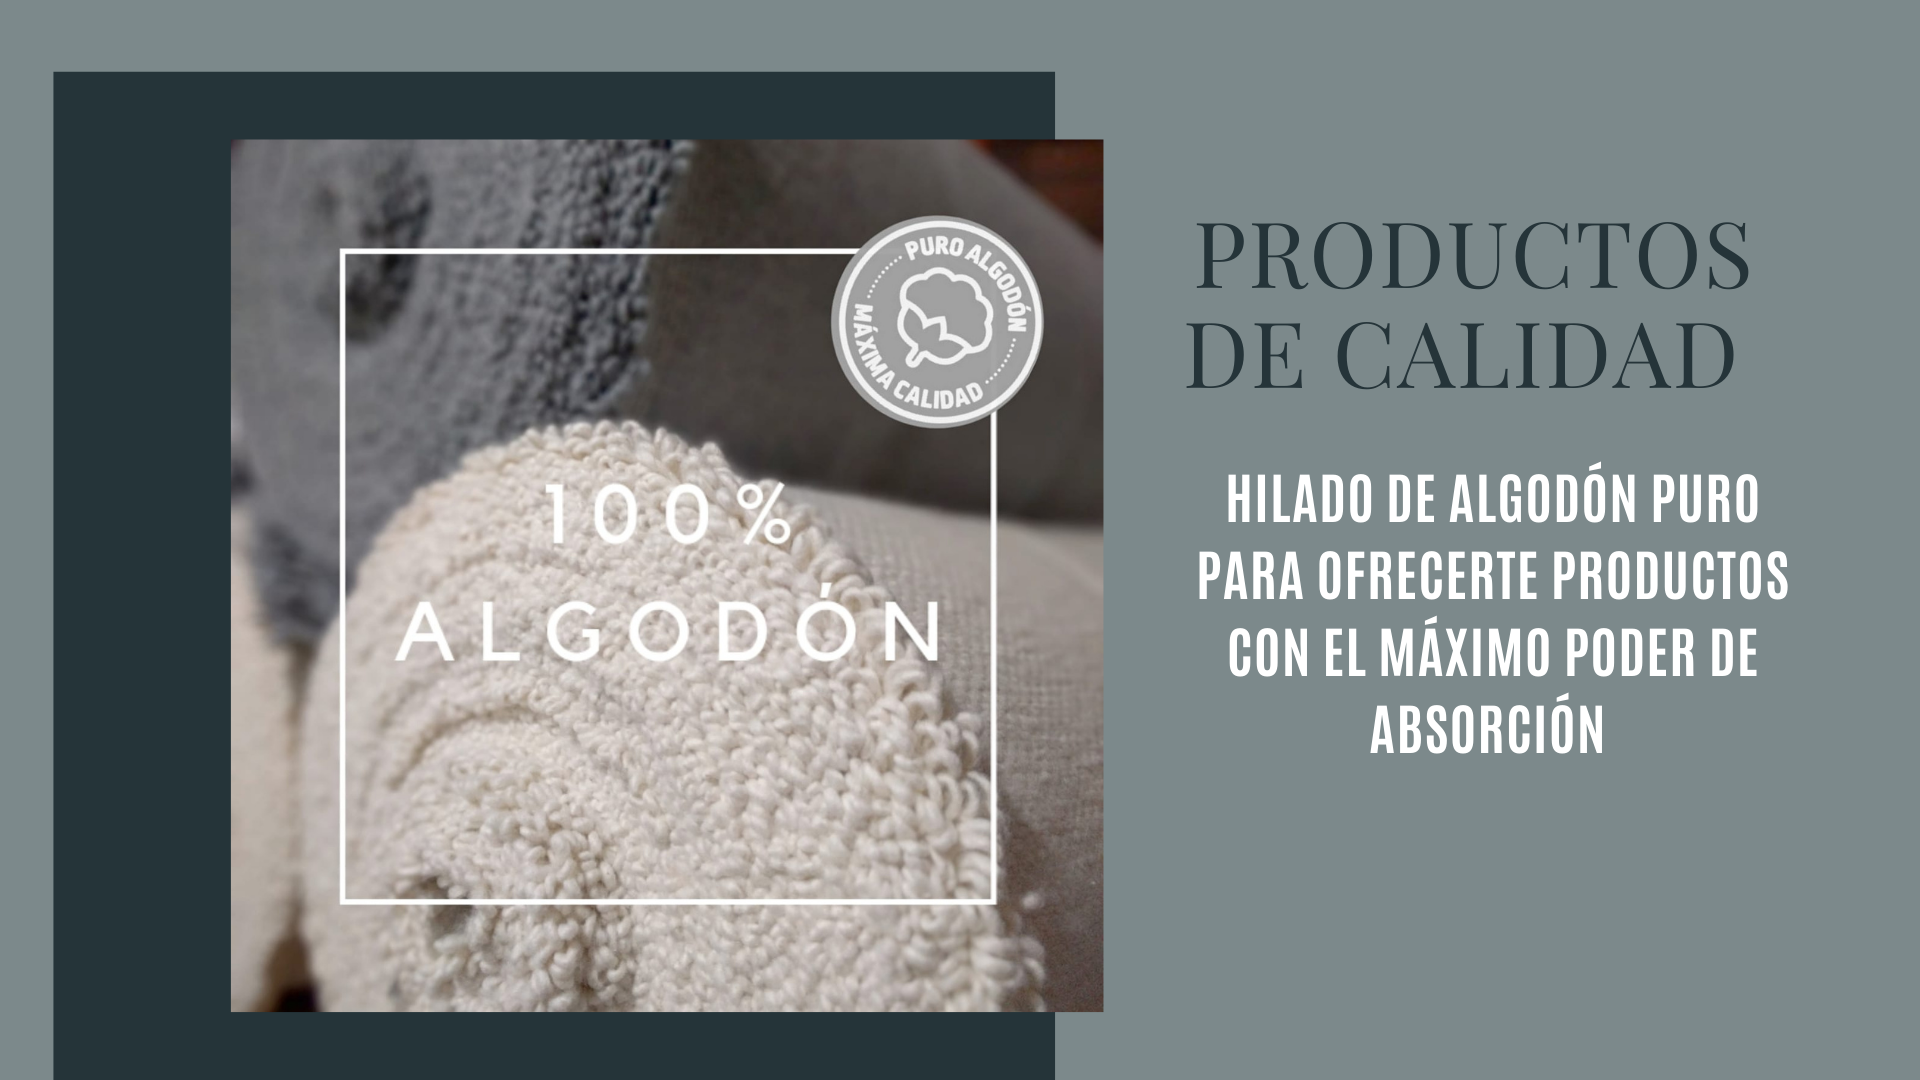 PURO ALGODÓN
MÁXIMA CALIDAD
100%
ALGODÓN
PRODUCTOS
DE CALIDAD
HILADO DE ALGODÓN PURO
PARA OFRECERTE PRODUCTOS
CON EL MÁXIMO PODER DE
ABSORCIÓN